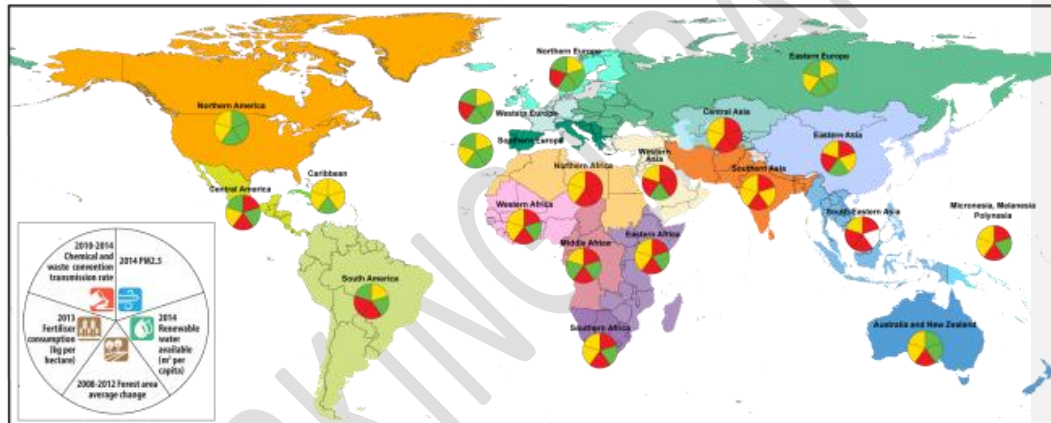 Northern Europe
Eastern Europe
Northern America
Western Europe
Central Asia
Eastern Asia
Southern Europe
Western
Asia
Northern Africa
Southern Asia
Caribbean
Central America
Western Africa
South Eastern Asia
Micronesia, Melanesia
Polynesia
Middle Africa
Eastern Africa
South America
Southern Africa
Australia and New Zealand
2010-2014
Chemical and
waste convention
transmission rate
2014 PM2.5
2013
Fertiliser
consumption
(kg per
hectare)
2014
Renewable
water
available
(m³ per
capita)
2008-2012 Forest area
average change
KING